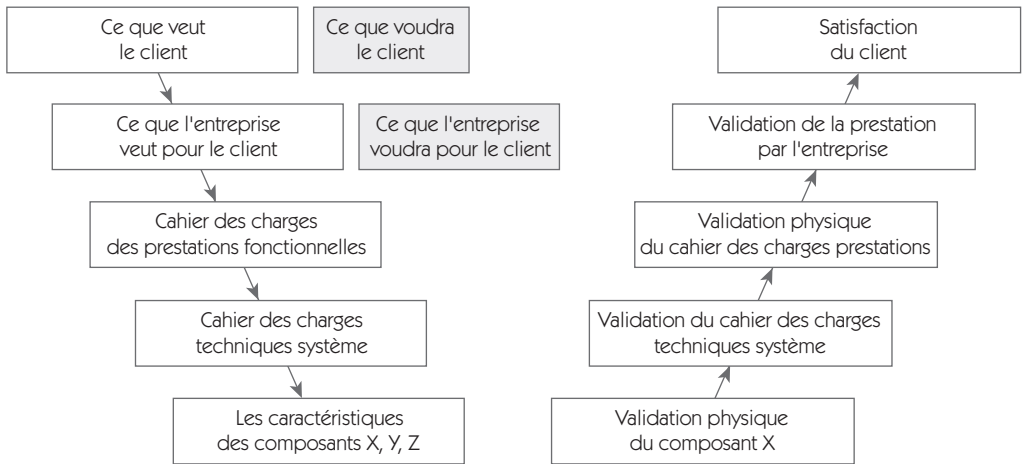 Ce que veut
le client
Ce que voudra
le client
Satisfaction
du client
Ce que l'entreprise
veut pour le client
Ce que l'entreprise
voudra pour le client
Validation de la prestation
par l'entreprise
Cahier des charges
des prestations fonctionnelles
Validation physique
du cahier des charges prestations
Cahier des charges
techniques système
Validation du cahier des charges
techniques système
Les caractéristiques
des composants X, Y, Z
Validation physique
du composant X